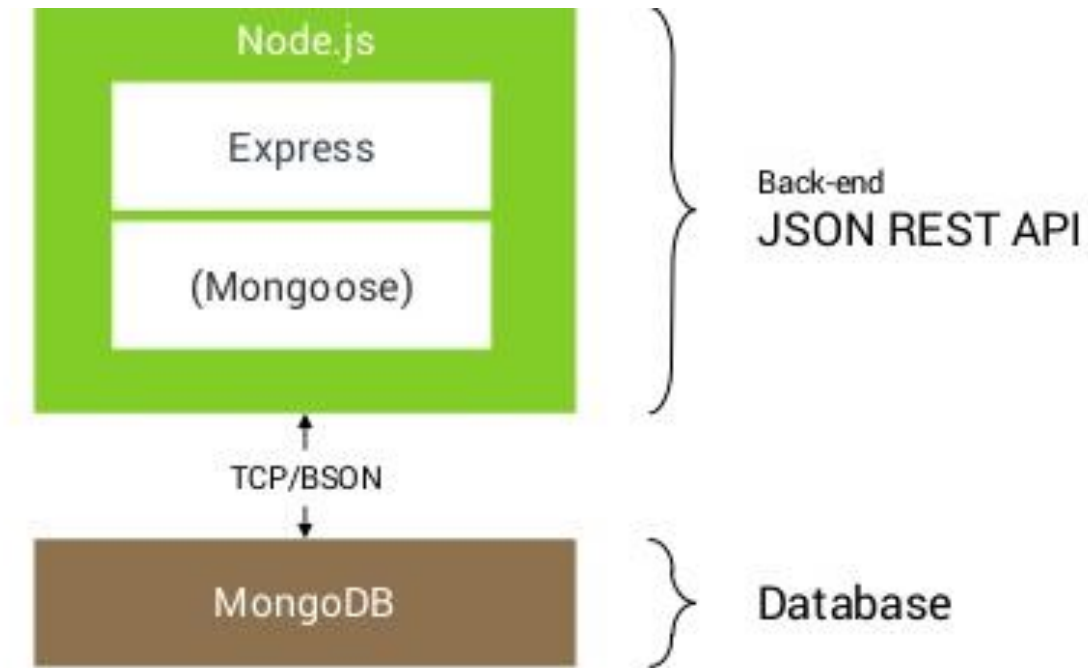 Node.js
Express
(Mongoose)
Back-end
JSON REST API
TCP/BSON
MongoDB
Database